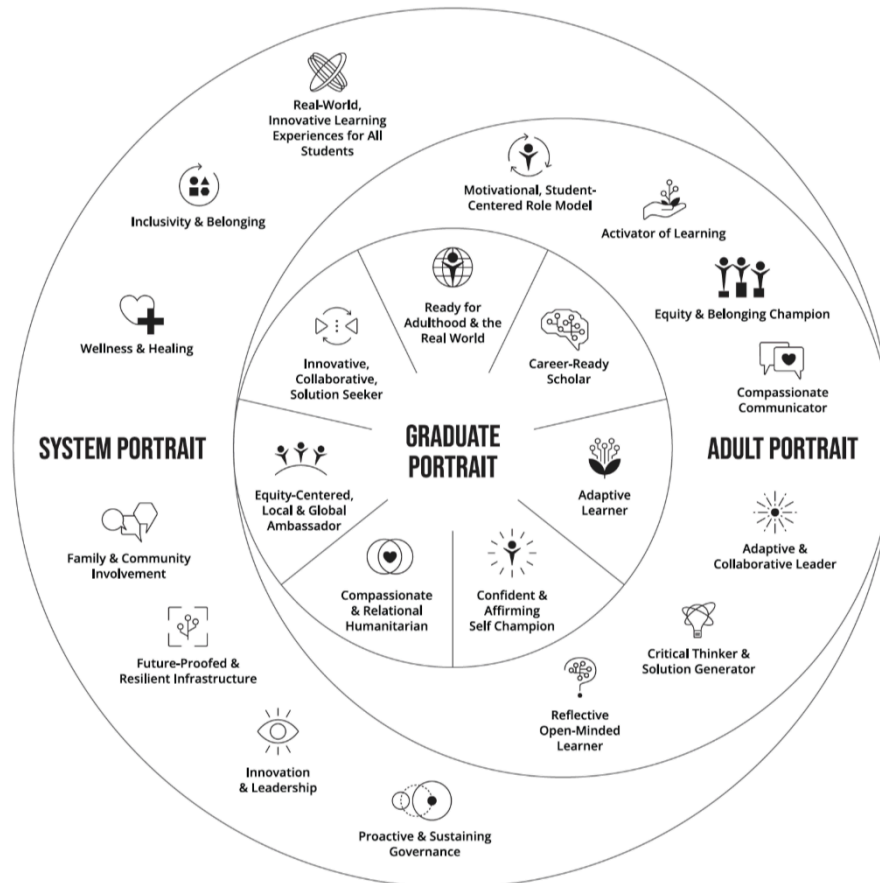 Real-World,
Innovative Learning
Experiences for All
Students
Inclusivity & Belonging
Wellness & Healing
SYSTEM PORTRAIT
Family & Community
Involvement
Future-Proofed &
Resilient Infrastructure
Innovation
& Leadership
Proactive & Sustaining
Governance
Motivational, Student-
Centered Role Model
Activator of Learning
Equity & Belonging Champion
Compassionate
Communicator
ADULT PORTRAIT
Adaptive &
Collaborative Leader
Critical Thinker &
Solution Generator
Reflective
Open-Minded
Learner
Ready for
Adulthood & the
Real World
Career-Ready
Scholar
Adaptive
Learner
Confident &
Affirming
Self Champion
Compassionate
& Relational
Humanitarian
Equity-Centered,
Local & Global
Ambassador
Innovative,
Collaborative,
Solution Seeker
GRADUATE
PORTRAIT